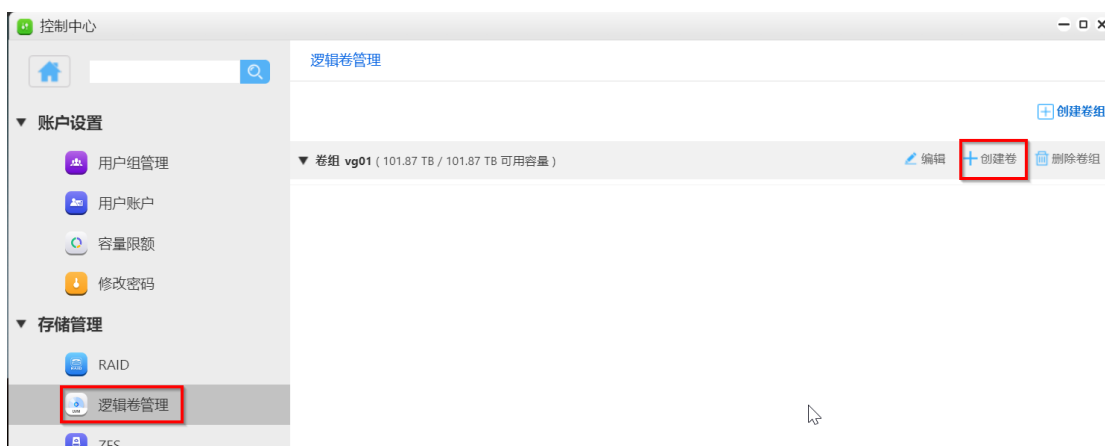 控制中心
逻辑卷管理
创建卷组
账户设置
用户组管理
卷组 vg01 ( 101.87 TB / 101.87 TB 可用容量 )
编辑
创建卷
删除卷组
用户账户
容量限额
修改密码
存储管理
RAID
逻辑卷管理
ZFS